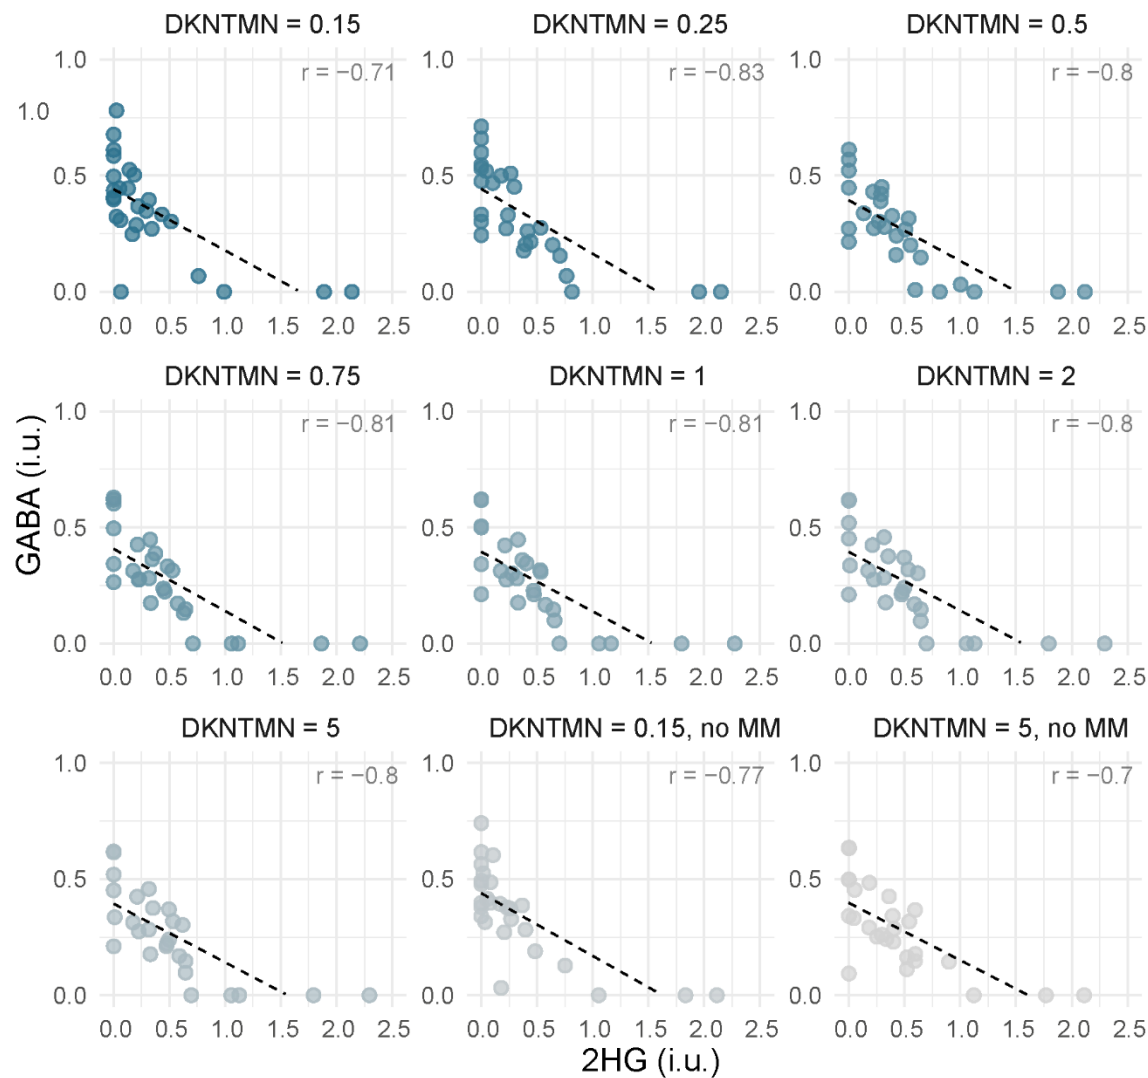 DKNTMN = 0.15 DKNTMN = 0.25 DKNTMN = 0.5
1.0 r = −0.71 1.0 r = −0.83 1.0 r = −0.8
1.0
0.5 0.5 0.5
0.0 0.0 0.0
0.0 0.5 1.0 1.5 2.0 2.5 0.0 0.5 1.0 1.5 2.0 2.5 0.0 0.5 1.0 1.5 2.0 2.5
DKNTMN = 0.75 DKNTMN = 1 DKNTMN = 2
1.0 r = −0.81 1.0 r = −0.81 1.0 r = −0.8
GABA (i.u.)
0.5 0.5 0.5
0.0 0.0 0.0
0.0 0.5 1.0 1.5 2.0 2.5 0.0 0.5 1.0 1.5 2.0 2.5 0.0 0.5 1.0 1.5 2.0 2.5
DKNTMN = 5 DKNTMN = 0.15, no MM DKNTMN = 5, no MM
1.0 r = −0.8 1.0 r = −0.77 1.0 r = −0.7
0.5 0.5 0.5
0.0 0.0 0.0
0.0 0.5 1.0 1.5 2.0 2.5 0.0 0.5 1.0 1.5 2.0 2.5 0.0 0.5 1.0 1.5 2.0 2.5
2HG (i.u.)